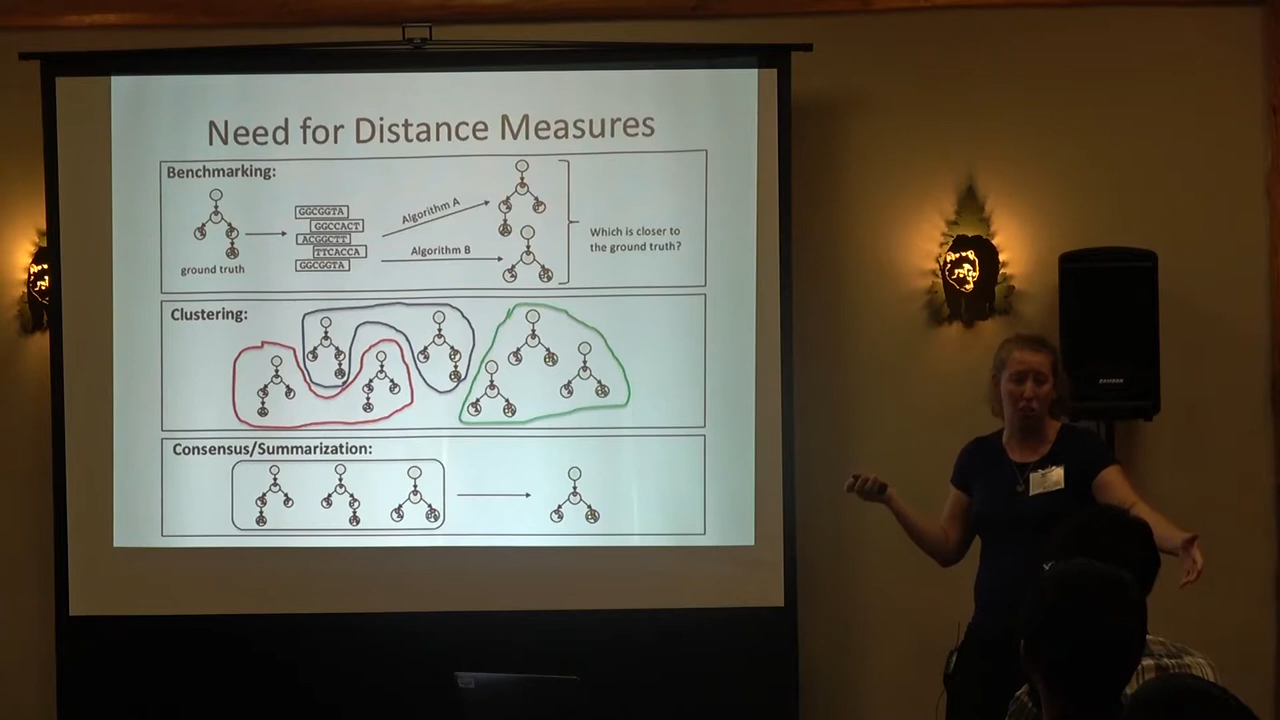 Need for Distance Measures
Benchmarking:
GGCGGTA
GGCCACT
ACGGCTT
TTCACCA
GGCGGTA
Algorithm A
Algorithm B
Which is closer to
the ground truth?
ground truth
Clustering:
Consensus/Summarization:
SAMSON